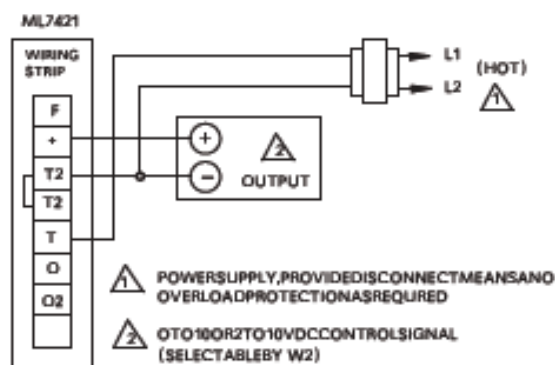 ML7421
WIRING
STRIP
F
+
T2
T2
T
O
O2
L1
(HOT)
L2
1
+
2
−
OUTPUT
1 POWERSUPPLY,PROVIDEDISCONNECTMEANSANO
OVERLOADPROTECTIONASREQUIRED
2 OTO10OR2TO10VDCCONTROLSIGNAL
(SELECTABLEBY W2)